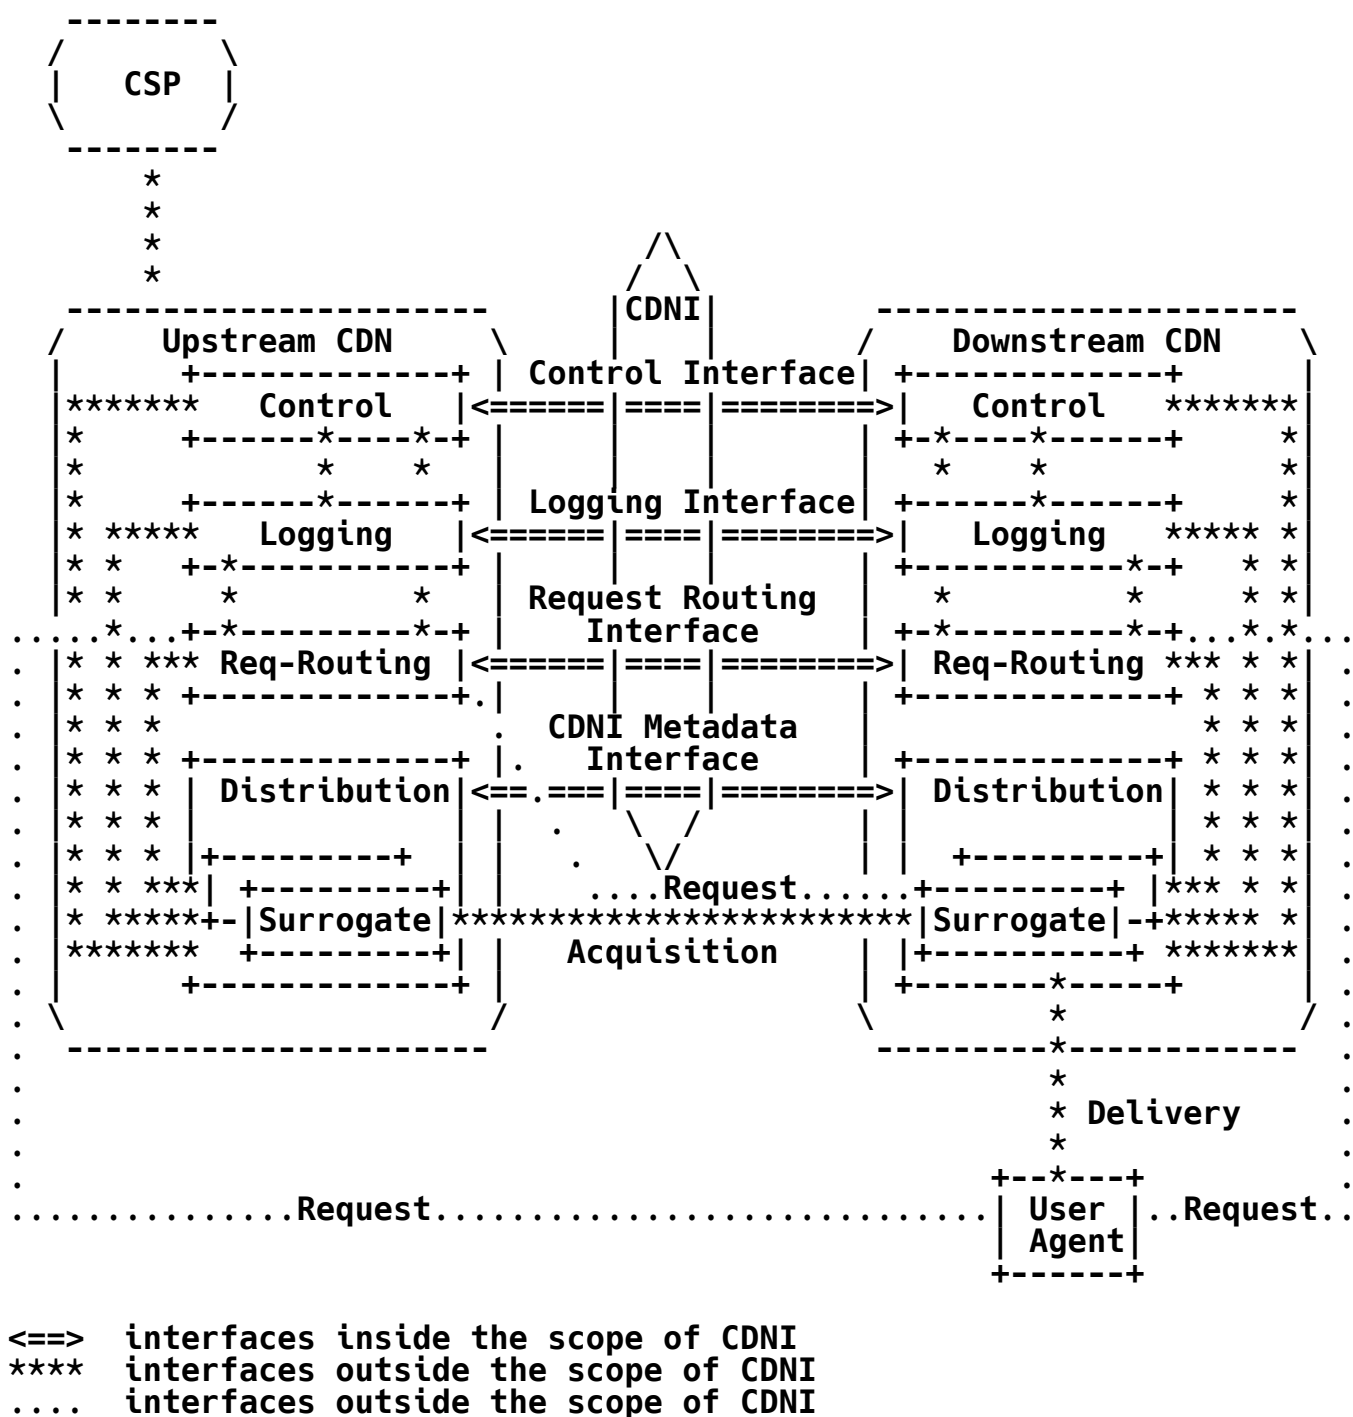 CSP
CDNI
Upstream CDN Downstream CDN
Control Interface
Control Control
Logging Interface
Logging Logging
Request Routing
Interface
Req-Routing Req-Routing
CDNI Metadata
Interface
Distribution Distribution
....Request......
Surrogate Surrogate
Acquisition
Delivery
...............Request............................. User ..Request..
Agent
<==> interfaces inside the scope of CDNI
**** interfaces outside the scope of CDNI
.... interfaces outside the scope of CDNI